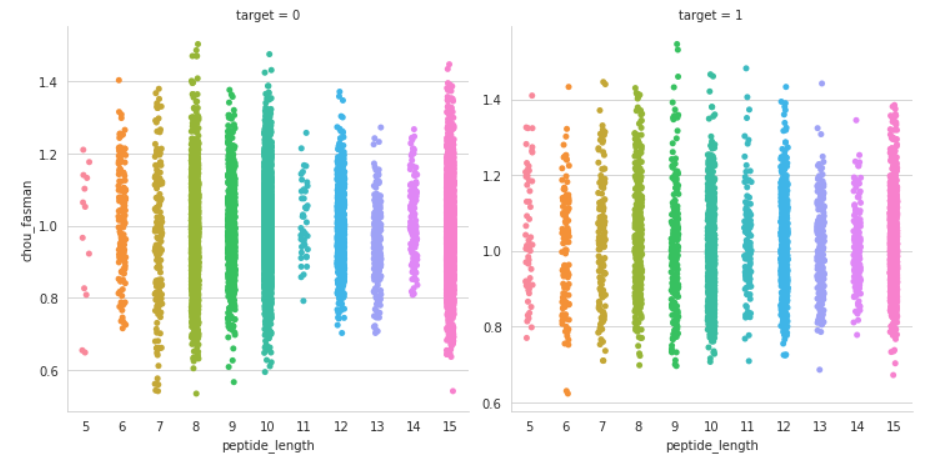 target = 0
target = 1
chou_fasman
1.4
1.2
1.0
0.8
0.6
1.4
1.2
1.0
0.8
0.6
5 6 7 8 9 10 11 12 13 14 15
5 6 7 8 9 10 11 12 13 14 15
peptide_length
peptide_length